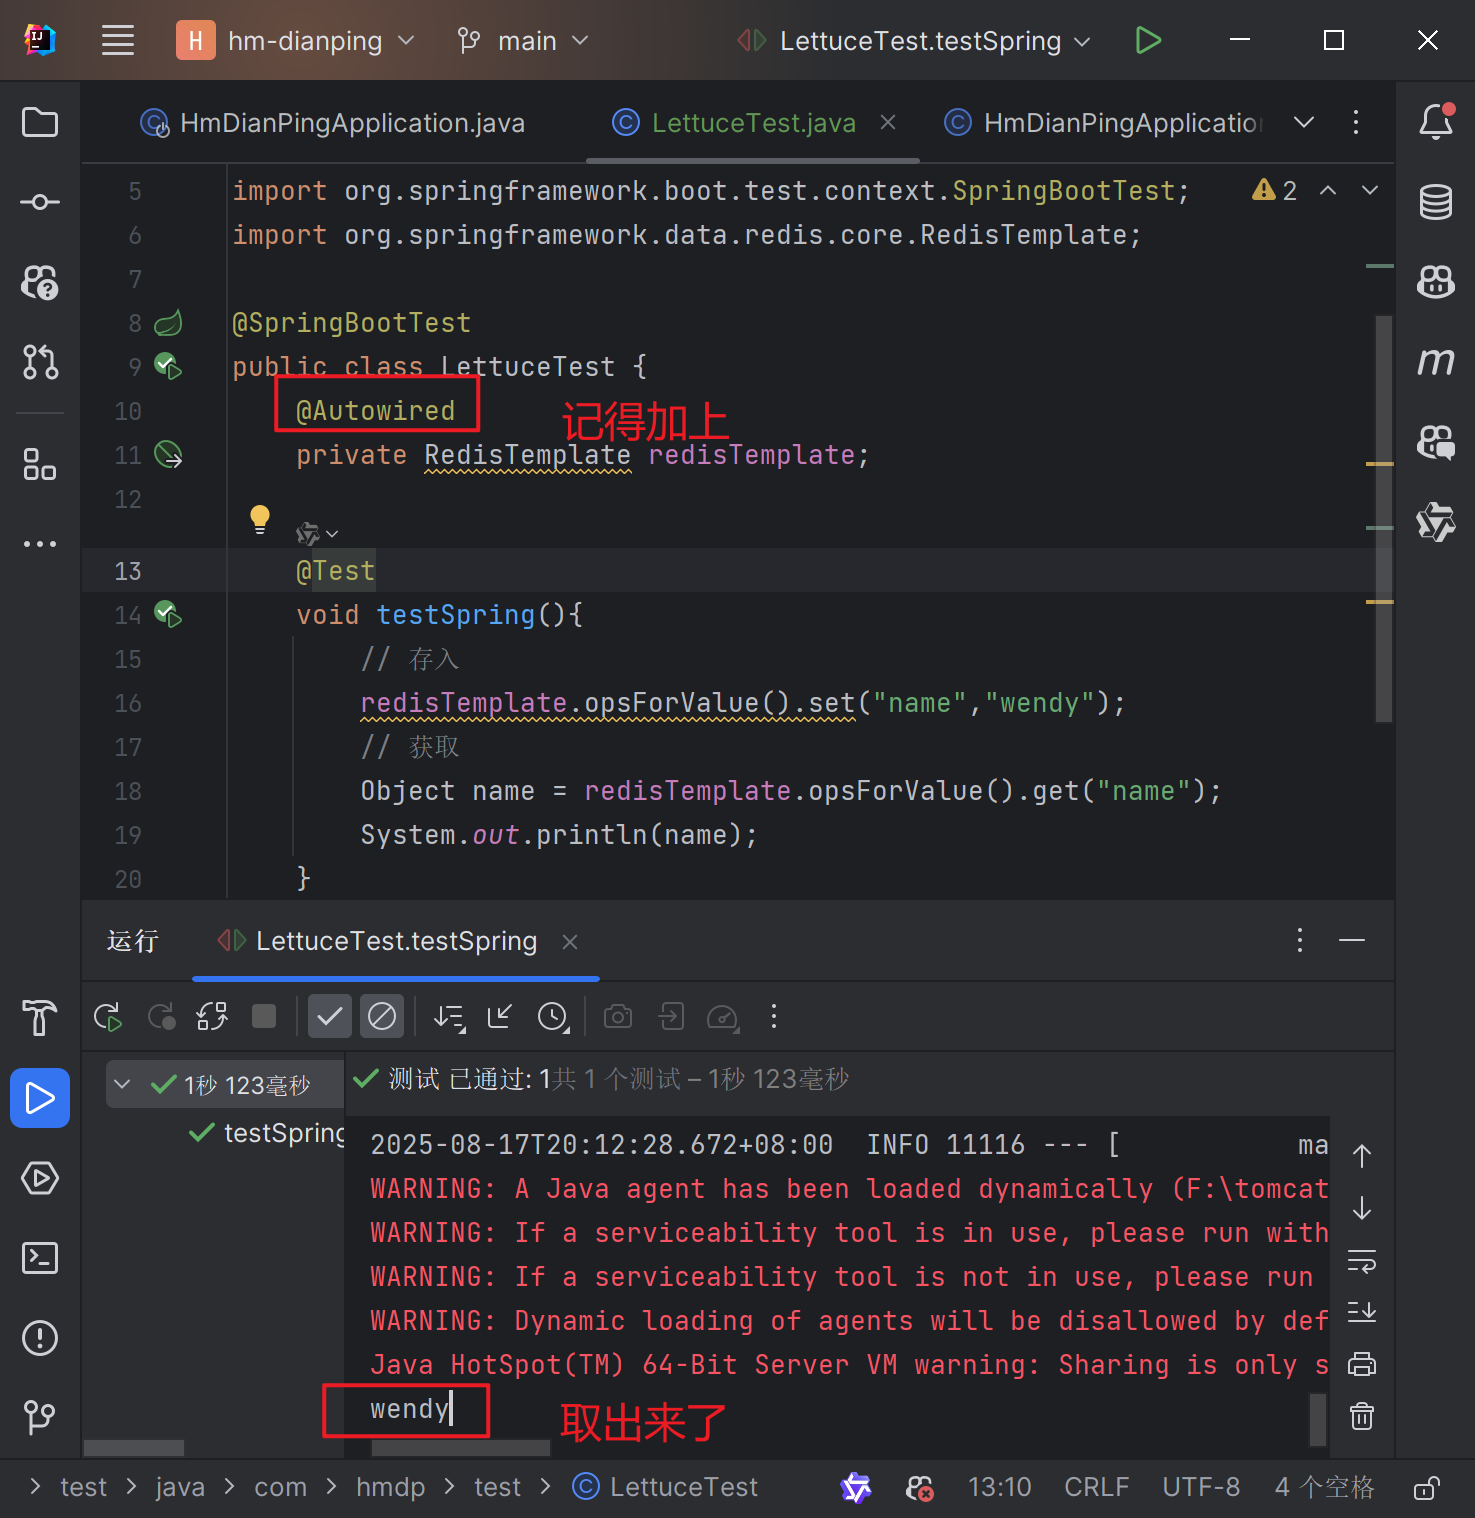 H hm-dianping main LettuceTest.testSpring
HmDianPingApplication.java LettuceTest.java HmDianPingApplication
5 import org.springframework.boot.test.context.SpringBootTest; 2
6 import org.springframework.data.redis.core.RedisTemplate;
7
8 @SpringBootTest
9 public class LettuceTest {
10 @Autowired 记得加上
11 private RedisTemplate redisTemplate;
12
13 @Test
14 void testSpring(){
15 // 存入
16 redisTemplate.opsForValue().set("name","wendy");
17 // 获取
18 Object name = redisTemplate.opsForValue().get("name");
19 System.out.println(name);
20 }
运行 LettuceTest.testSpring
1秒 123毫秒 测试 已通过: 1共 1 个测试 – 1秒 123毫秒
testSpring
2025-08-17T20:12:28.672+08:00 INFO 11116 --- [ ma
WARNING: A Java agent has been loaded dynamically (F:\tomcat
WARNING: If a serviceability tool is in use, please run with
WARNING: If a serviceability tool is not in use, please run
WARNING: Dynamic loading of agents will be disallowed by def
Java HotSpot(TM) 64-Bit Server VM warning: Sharing is only s
wendy 取出来了
test java com hmdp test LettuceTest 13:10 CRLF UTF-8 4 个空格